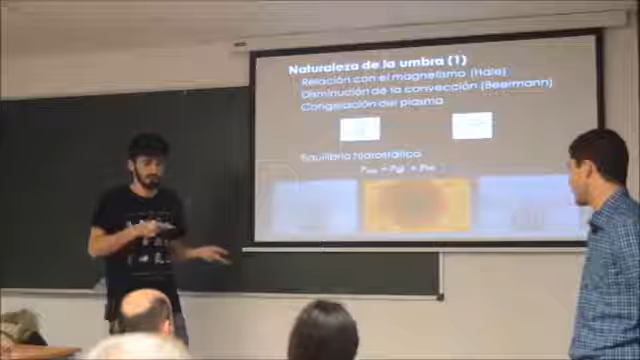 Naturaleza de la umbra (1)
Relación con el magnetismo (Hale)
Disminución de la convección (Beermann)
Congelación del plasma
Equilibrio hidrostático